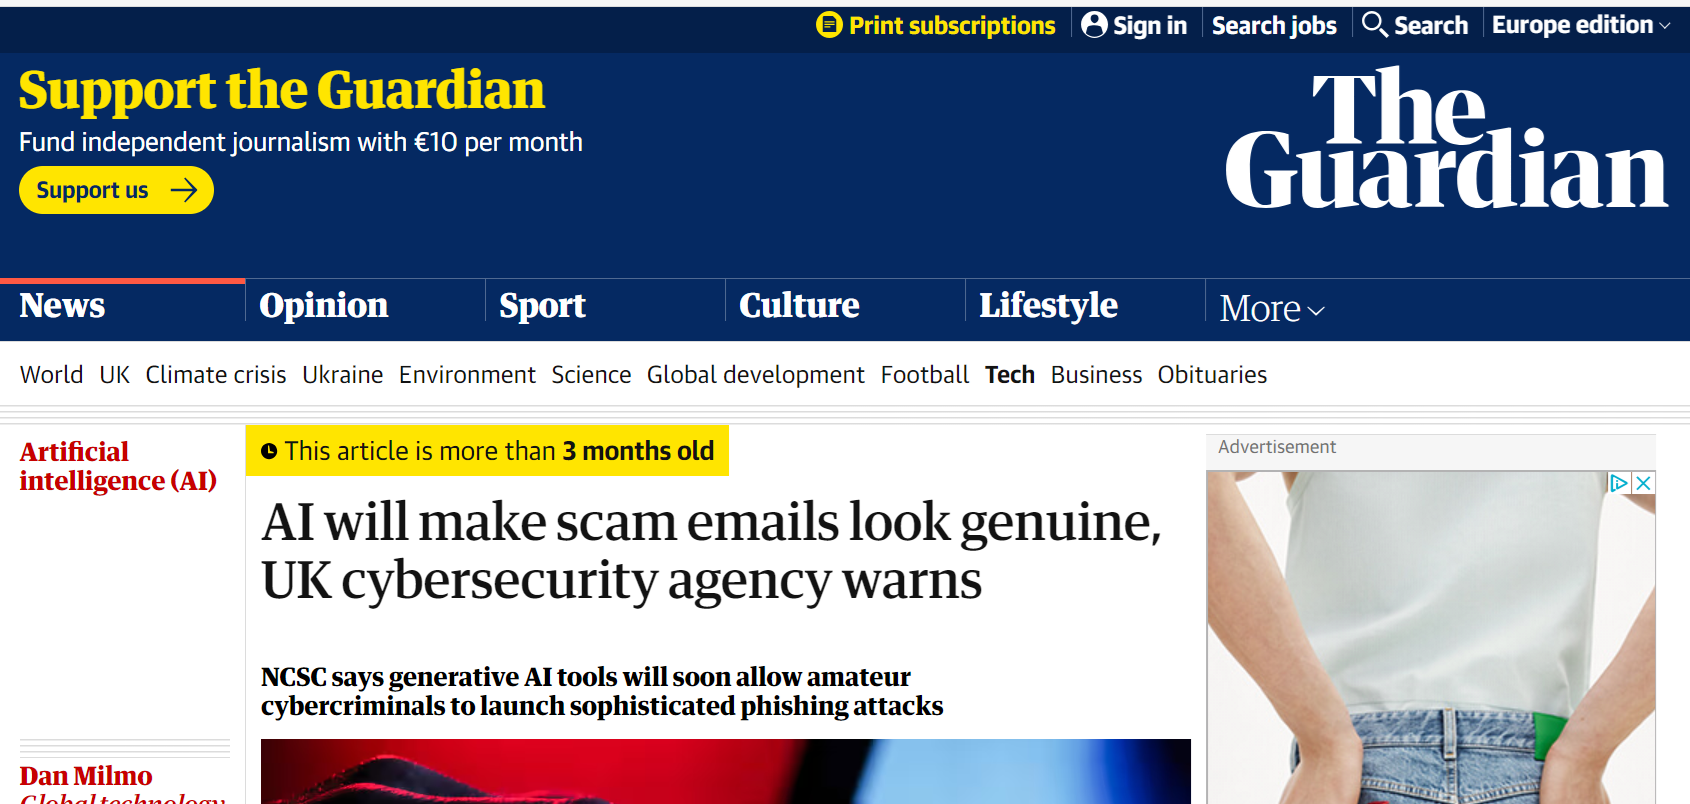 Print subscriptions
Sign in
Search jobs
Search
Europe edition
Support the Guardian
Fund independent journalism with €10 per month
Support us
The
Guardian
News
Opinion
Sport
Culture
Lifestyle
More
World
UK
Climate crisis
Ukraine
Environment
Science
Global development
Football
Tech
Business
Obituaries
Artificial
intelligence (AI)
This article is more than 3 months old
AI will make scam emails look genuine,
UK cybersecurity agency warns
NCSC says generative AI tools will soon allow amateur
cybercriminals to launch sophisticated phishing attacks
Dan Milmo
Global technology
Advertisement